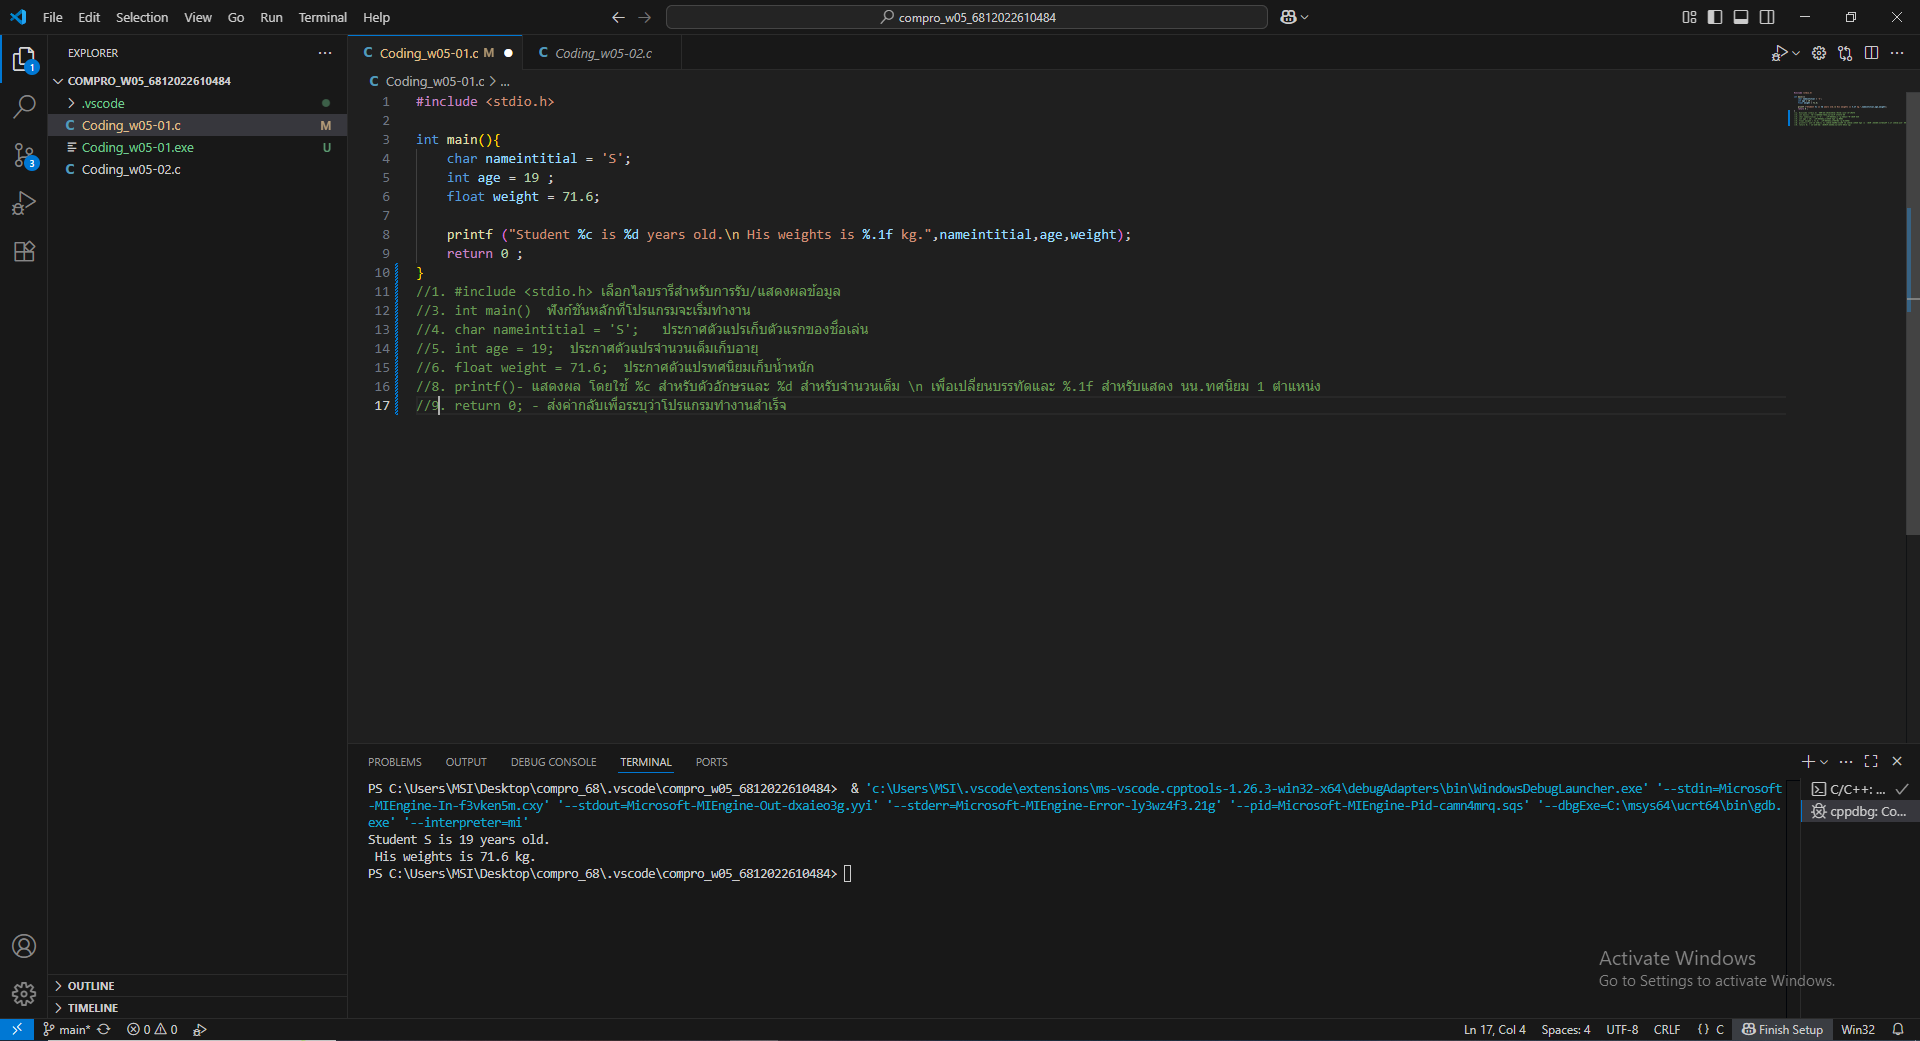 File Edit Selection View Go Run Terminal Help
compro_w05_6812022610484
EXPLORER
COMPRO_W05_6812022610484
.vscode
Coding_w05-01.c M
Coding_w05-01.exe U
Coding_w05-02.c
OUTLINE
TIMELINE
1
3
Coding_w05-01.c M
Coding_w05-02.c
Coding_w05-01.c > ...
1 #include <stdio.h>
2
3 int main(){
4 char nameintitial = 'S';
5 int age = 19 ;
6 float weight = 71.6;
7
8 printf ("Student %c is %d years old.\n His weights is %.1f kg.",nameintitial,age,weight);
9 return 0 ;
10 }
11 //1. #include <stdio.h> เลือกไลบรารีสำหรับการรับ/แสดงผลข้อมูล
12 //3. int main() ฟังก์ชันหลักที่โปรแกรมจะเริ่มทำงาน
13 //4. char nameintitial = 'S'; ประกาศตัวแปรเก็บตัวแรกของชื่อเล่น
14 //5. int age = 19; ประกาศตัวแปรจำนวนเต็มเก็บอายุ
15 //6. float weight = 71.6; ประกาศตัวแปรทศนิยมเก็บน้ำหนัก
16 //8. printf()- แสดงผล โดยใช้ %c สำหรับตัวอักษรและ %d สำหรับจำนวนเต็ม \n เพื่อเปลี่ยนบรรทัดและ %.1f สำหรับแสดง นน.ทศนิยม 1 ตำแหน่ง
17 //9. return 0; - ส่งค่ากลับเพื่อระบุว่าโปรแกรมทำงานสำเร็จ
PROBLEMS OUTPUT DEBUG CONSOLE TERMINAL PORTS
PS C:\Users\MSI\Desktop\compro_68\.vscode\compro_w05_6812022610484> & 'c:\Users\MSI\.vscode\extensions\ms-vscode.cpptools-1.26.3-win32-x64\debugAdapters\bin\WindowsDebugLauncher.exe' '--stdin=Microsoft
-MIEngine-In-f3vken5m.cxy' '--stdout=Microsoft-MIEngine-Out-dxaieo3g.yyi' '--stderr=Microsoft-MIEngine-Error-ly3wz4f3.21g' '--pid=Microsoft-MIEngine-Pid-camn4mrq.sqs' '--dbgExe=C:\msys64\ucrt64\bin\gdb.
exe' '--interpreter=mi'
Student S is 19 years old.
His weights is 71.6 kg.
PS C:\Users\MSI\Desktop\compro_68\.vscode\compro_w05_6812022610484>
C/C++: ...
cppdbg: Co...
Activate Windows
Go to Settings to activate Windows.
main* 0 0 Ln 17, Col 4 Spaces: 4 UTF-8 CRLF {} C Finish Setup Win32